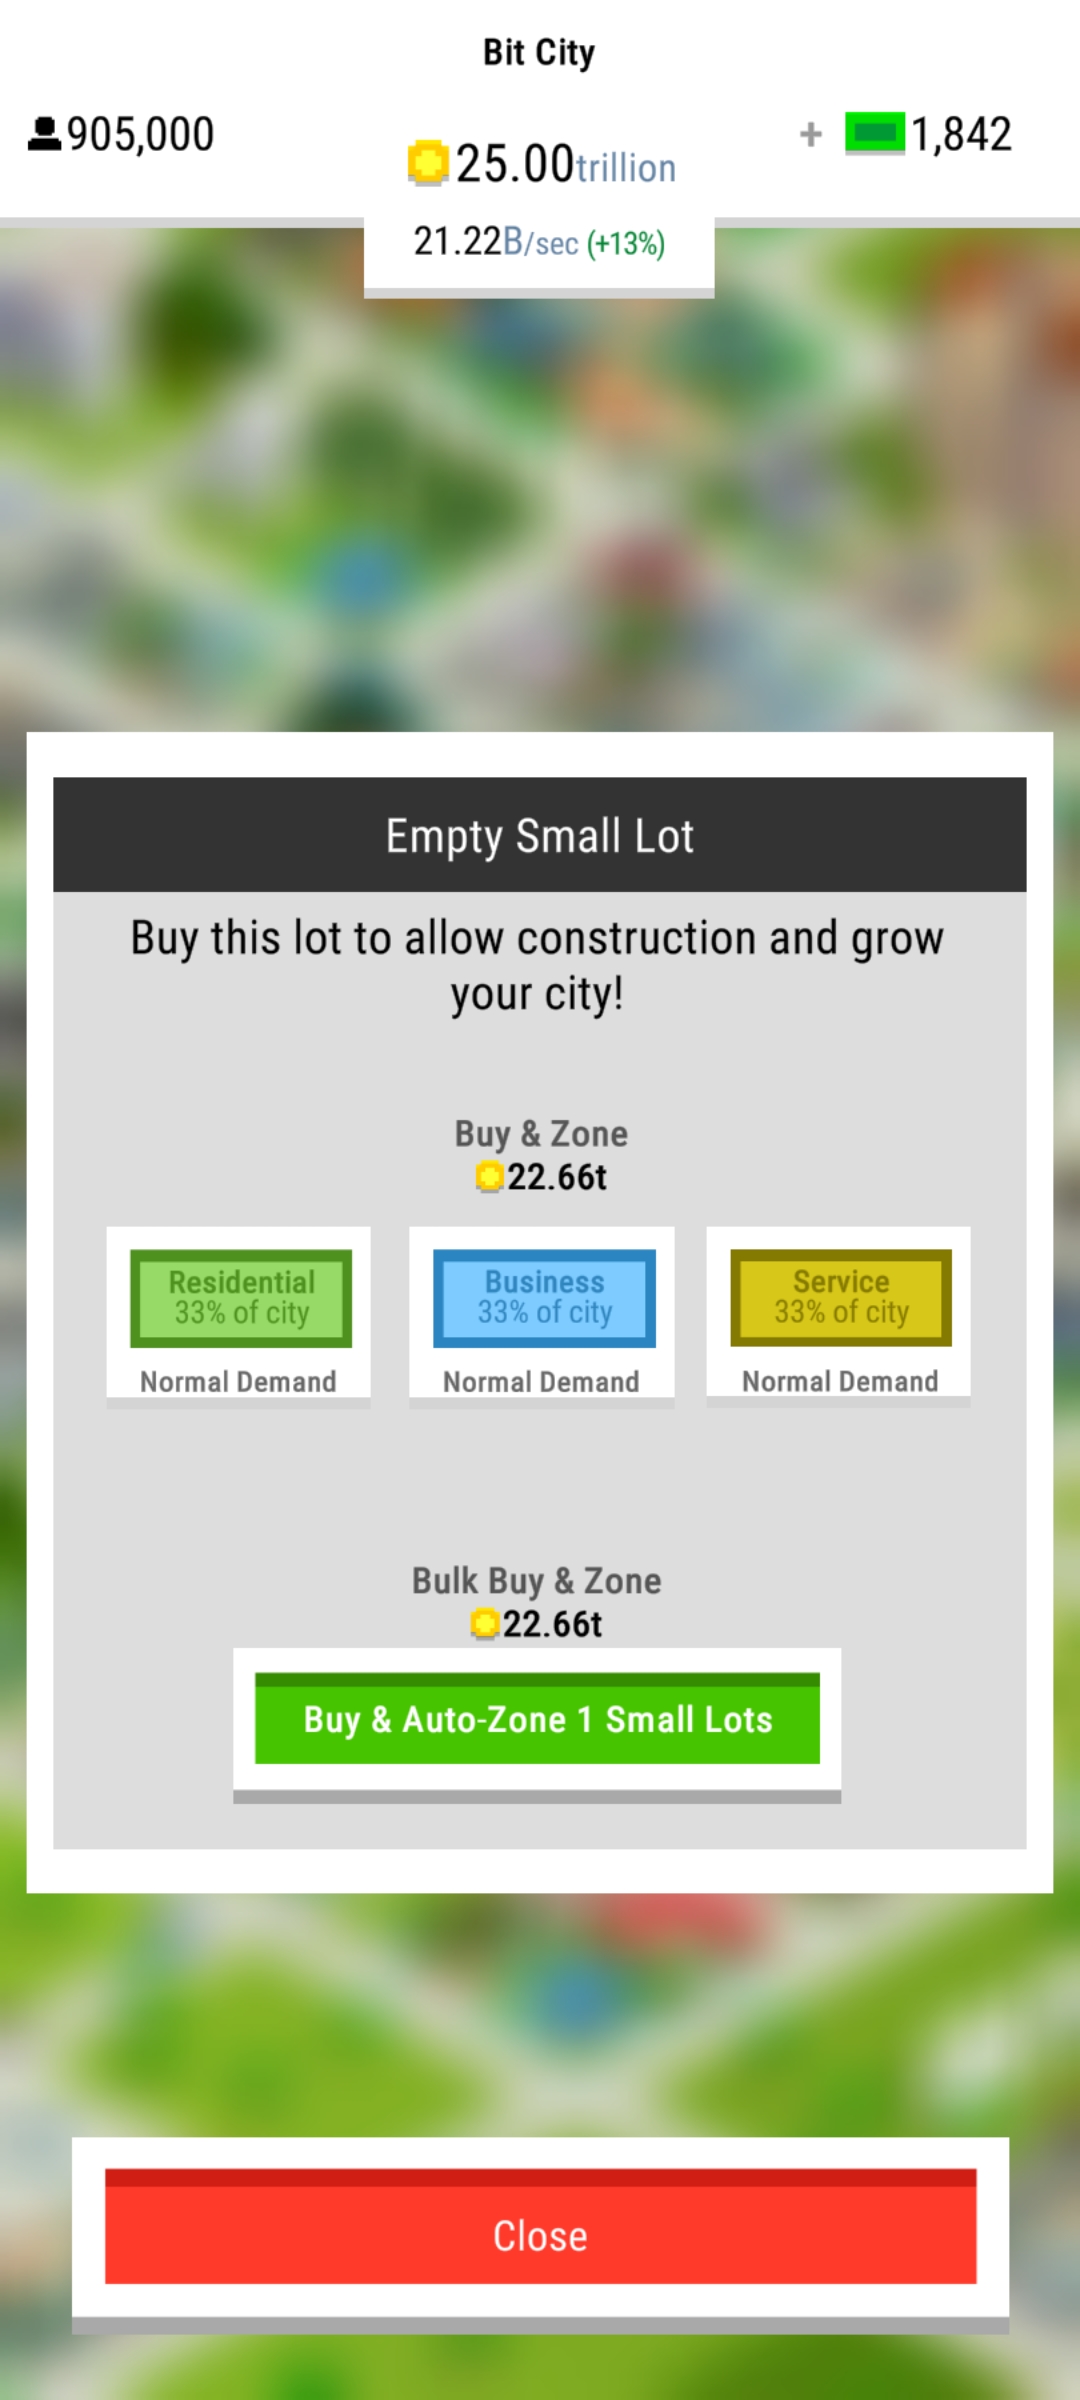 Bit City
905,000
25.00trillion
+ 1,842
21.22B/sec (+13%)
Empty Small Lot
Buy this lot to allow construction and grow
your city!
Buy & Zone
22.66t
Residential
33% of city
Normal Demand
Business
33% of city
Normal Demand
Service
33% of city
Normal Demand
Bulk Buy & Zone
22.66t
Buy & Auto-Zone 1 Small Lots
Close